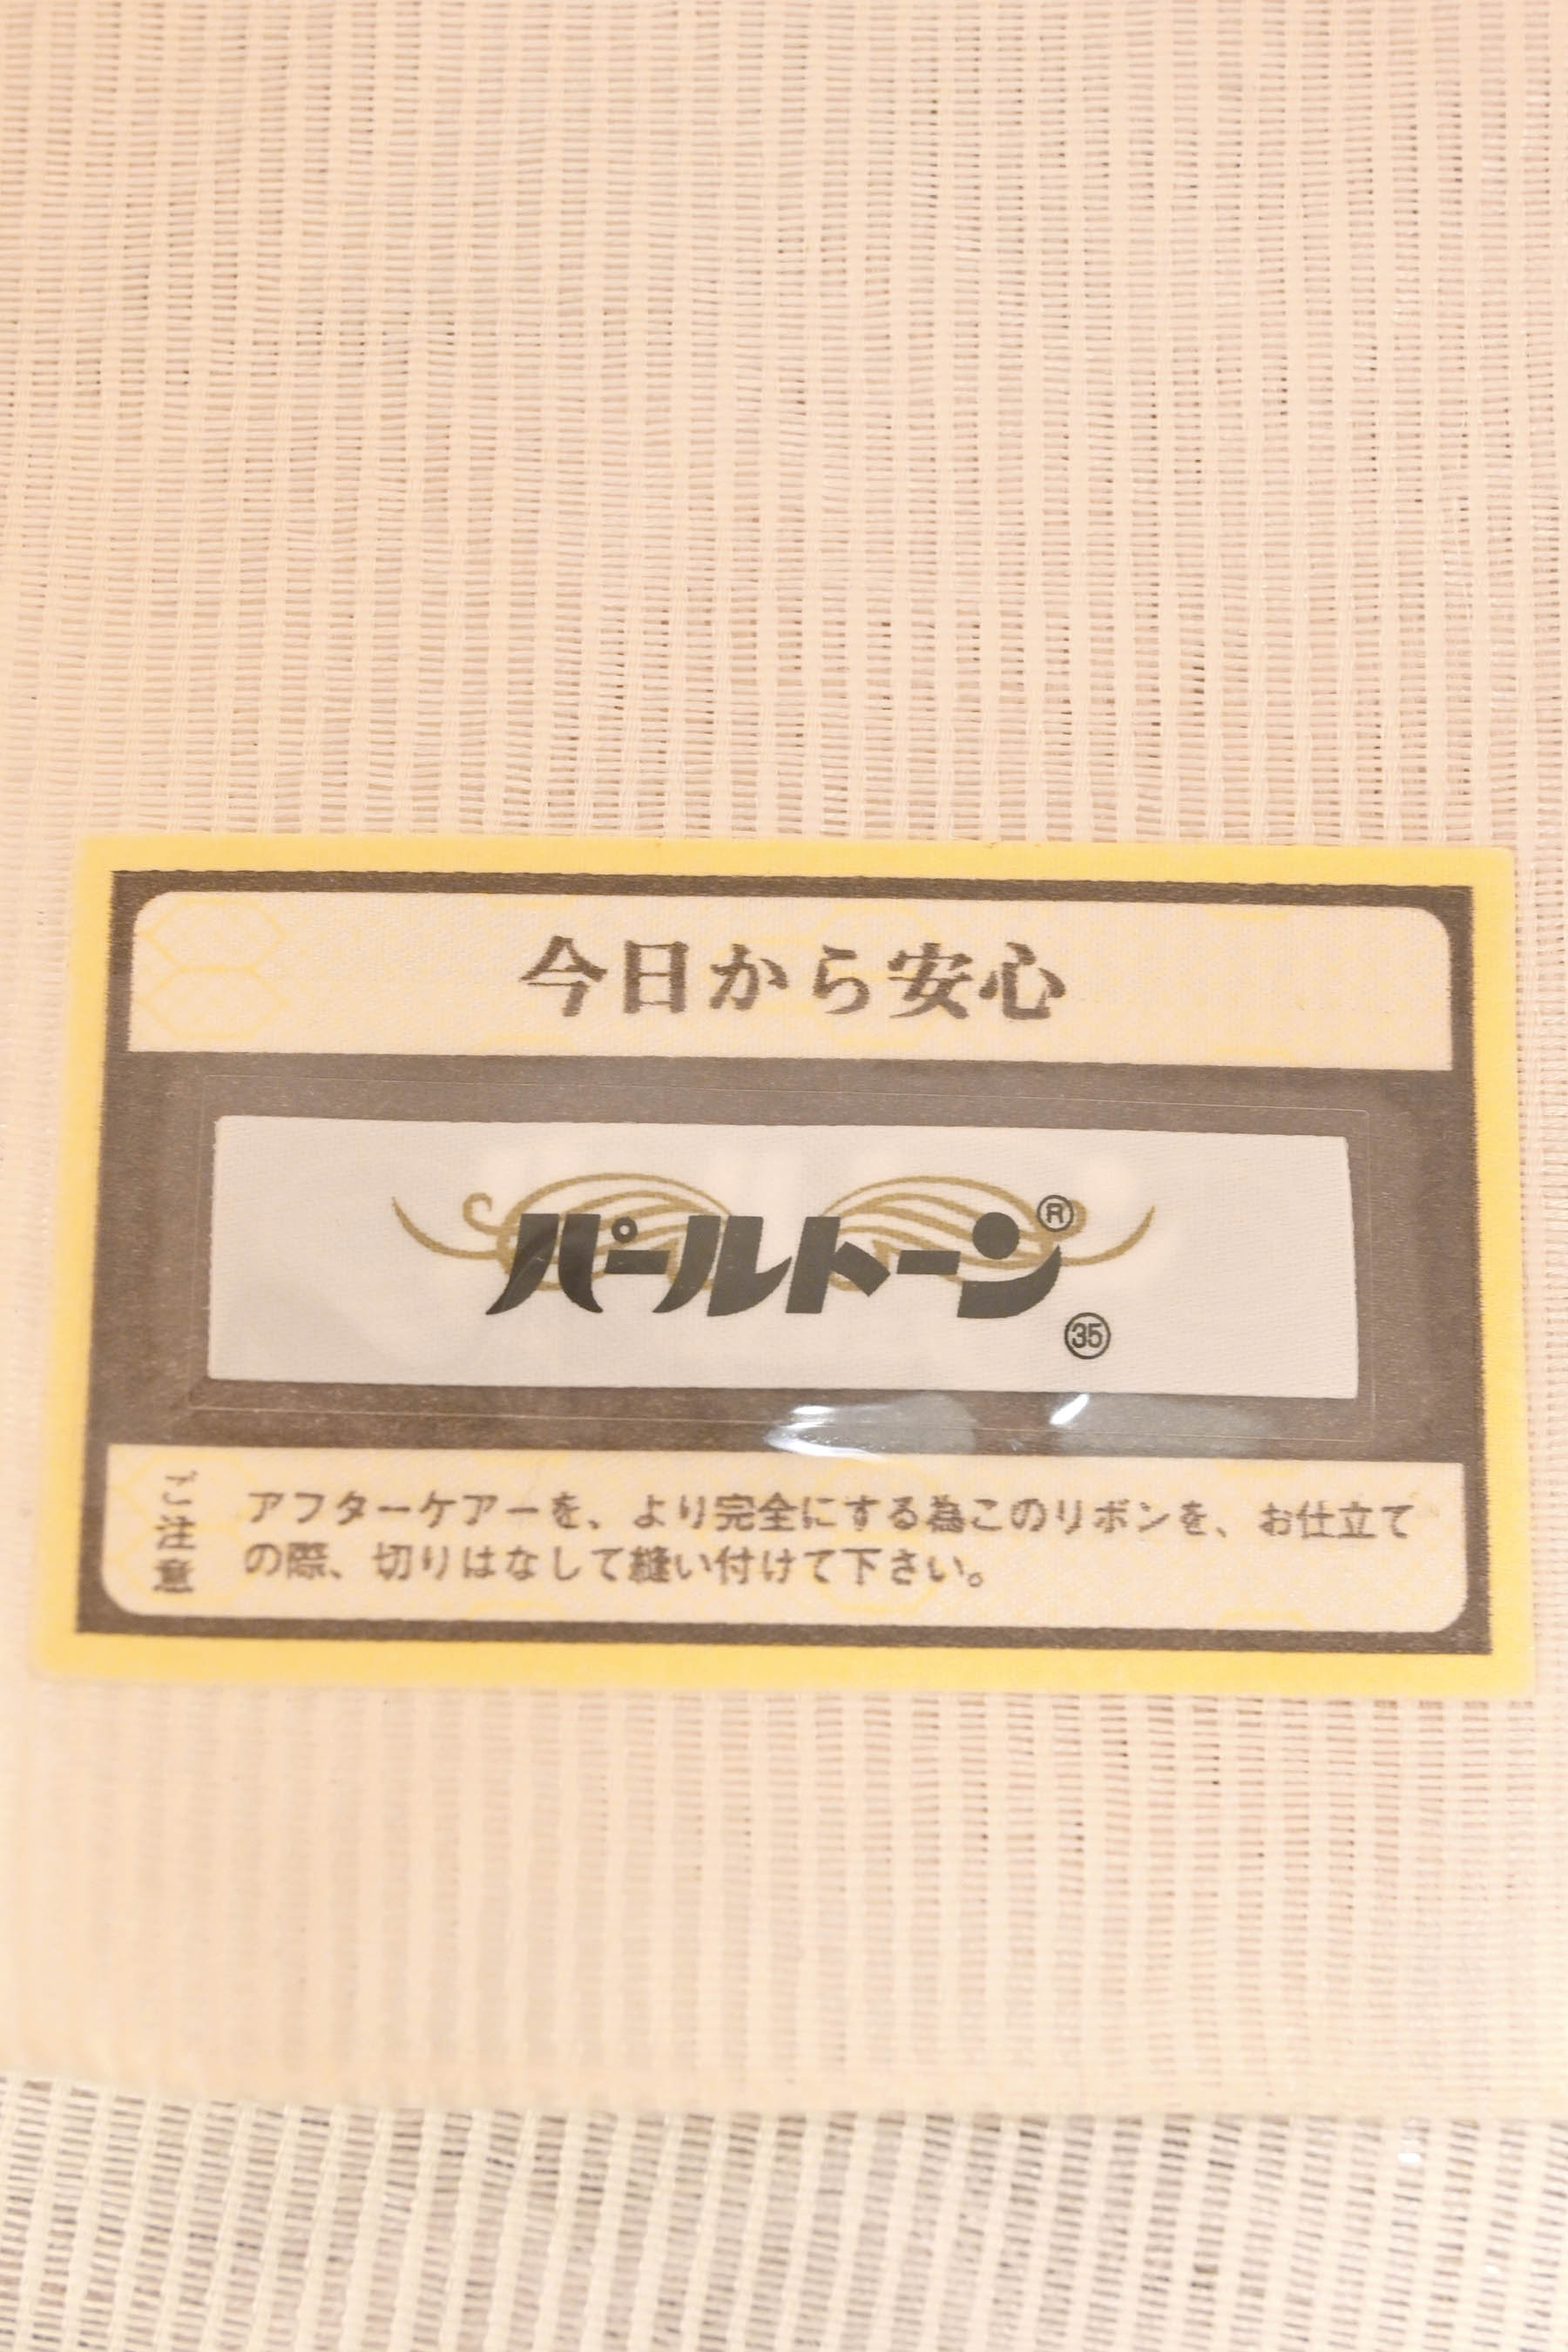 今日から安心
パールトーン®
㉟
ご注意
アフターケアーを、より完全にする為このリボンを、お仕立て
の際、切りはなして縫い付けて下さい。